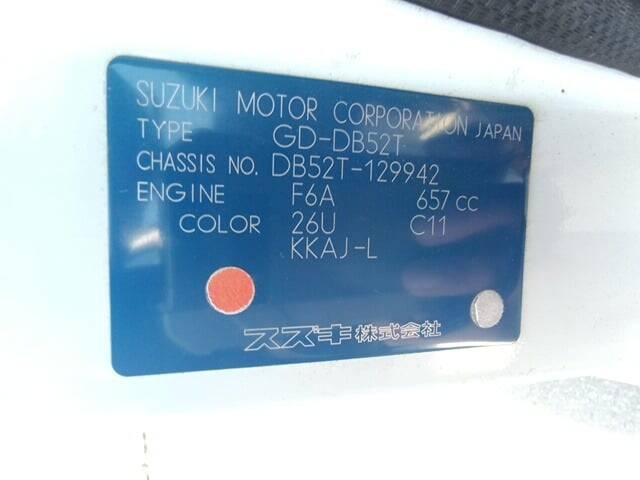 SUZUKI MOTOR CORPORATION JAPAN
TYPE GD-DB52T
CHASSIS NO. DB52T-129942
ENGINE F6A 657 CC
COLOR 26U C11
KKAJ-L
スズキ株式会社